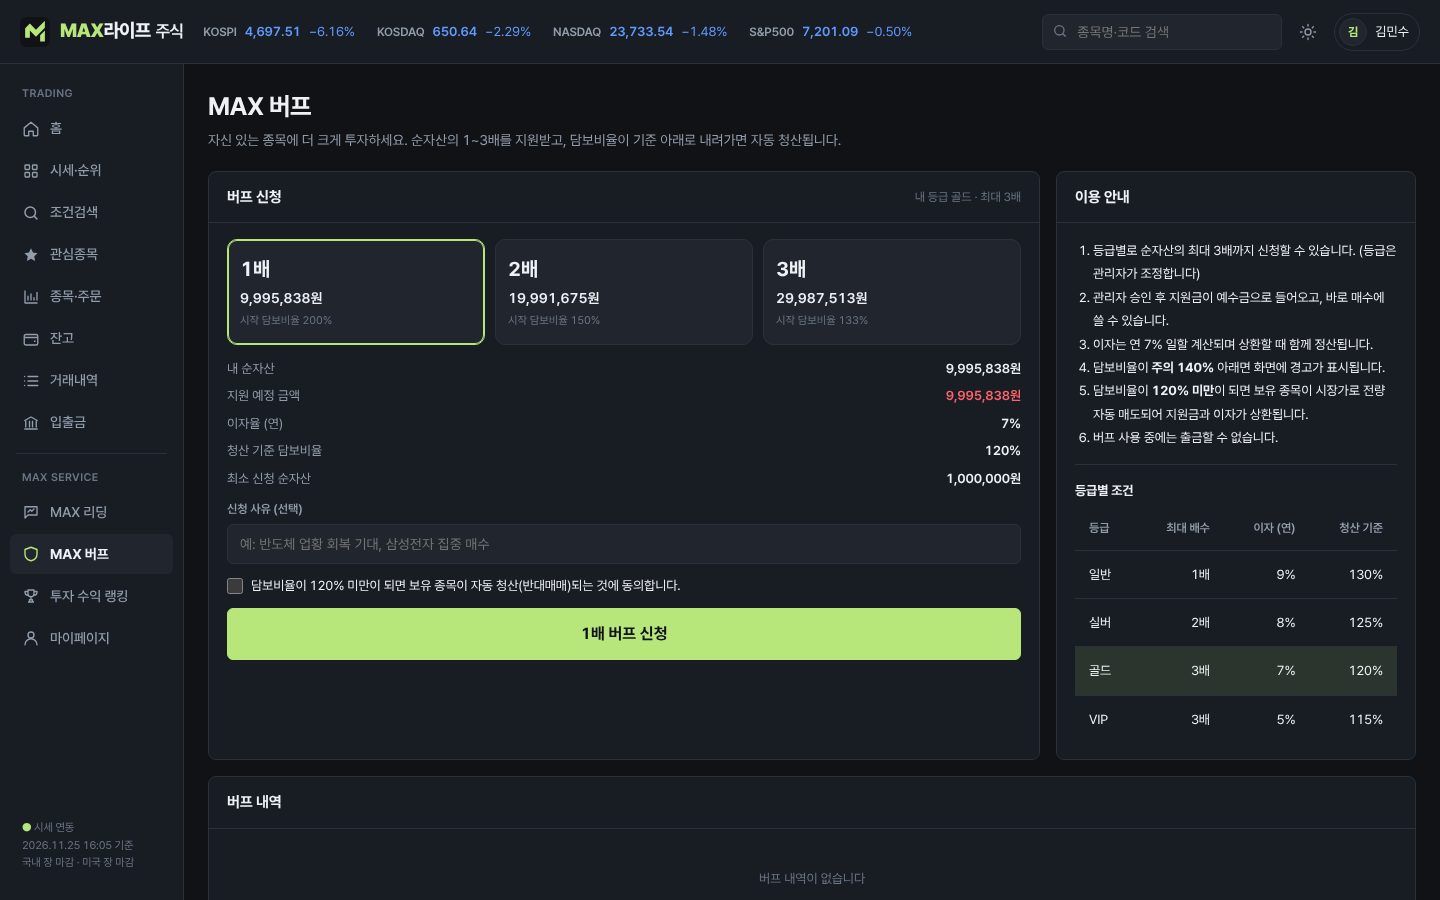 MAX라이프 주식
KOSPI 4,697.51 −6.16% KOSDAQ 650.64 −2.29% NASDAQ 23,733.54 −1.48% S&P500 7,201.09 −0.50%
종목명·코드 검색
김 김민수
TRADING
홈
시세·순위
조건검색
관심종목
종목·주문
잔고
거래내역
입출금
MAX SERVICE
MAX 리딩
MAX 버프
투자 수익 랭킹
마이페이지
시세 연동
2026.11.25 16:05 기준
국내 장 마감 · 미국 장 마감
MAX 버프
자신 있는 종목에 더 크게 투자하세요. 순자산의 1~3배를 지원받고, 담보비율이 기준 아래로 내려가면 자동 청산됩니다.
버프 신청 내 등급 골드 · 최대 3배
1배
9,995,838원
시작 담보비율 200%
2배
19,991,675원
시작 담보비율 150%
3배
29,987,513원
시작 담보비율 133%
내 순자산 9,995,838원
지원 예정 금액 9,995,838원
이자율 (연) 7%
청산 기준 담보비율 120%
최소 신청 순자산 1,000,000원
신청 사유 (선택)
예: 반도체 업황 회복 기대, 삼성전자 집중 매수
담보비율이 120% 미만이 되면 보유 종목이 자동 청산(반대매매)되는 것에 동의합니다.
1배 버프 신청
이용 안내
1. 등급별로 순자산의 최대 3배까지 신청할 수 있습니다. (등급은
관리자가 조정합니다)
2. 관리자 승인 후 지원금이 예수금으로 들어오고, 바로 매수에
쓸 수 있습니다.
3. 이자는 연 7% 일할 계산되며 상환할 때 함께 정산됩니다.
4. 담보비율이 주의 140% 아래면 화면에 경고가 표시됩니다.
5. 담보비율이 120% 미만이 되면 보유 종목이 시장가로 전량
자동 매도되어 지원금과 이자가 상환됩니다.
6. 버프 사용 중에는 출금할 수 없습니다.
등급별 조건
등급 최대 배수 이자 (연) 청산 기준
일반 1배 9% 130%
실버 2배 8% 125%
골드 3배 7% 120%
VIP 3배 5% 115%
버프 내역
버프 내역이 없습니다